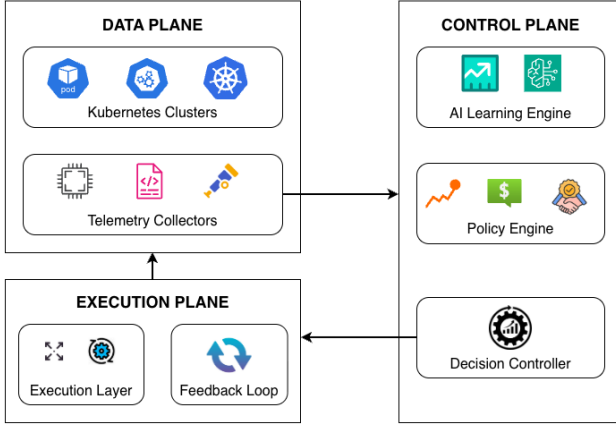 DATA PLANE
pod
Kubernetes Clusters
Telemetry Collectors
EXECUTION PLANE
Execution Layer
Feedback Loop
CONTROL PLANE
AI Learning Engine
$
Policy Engine
Decision Controller